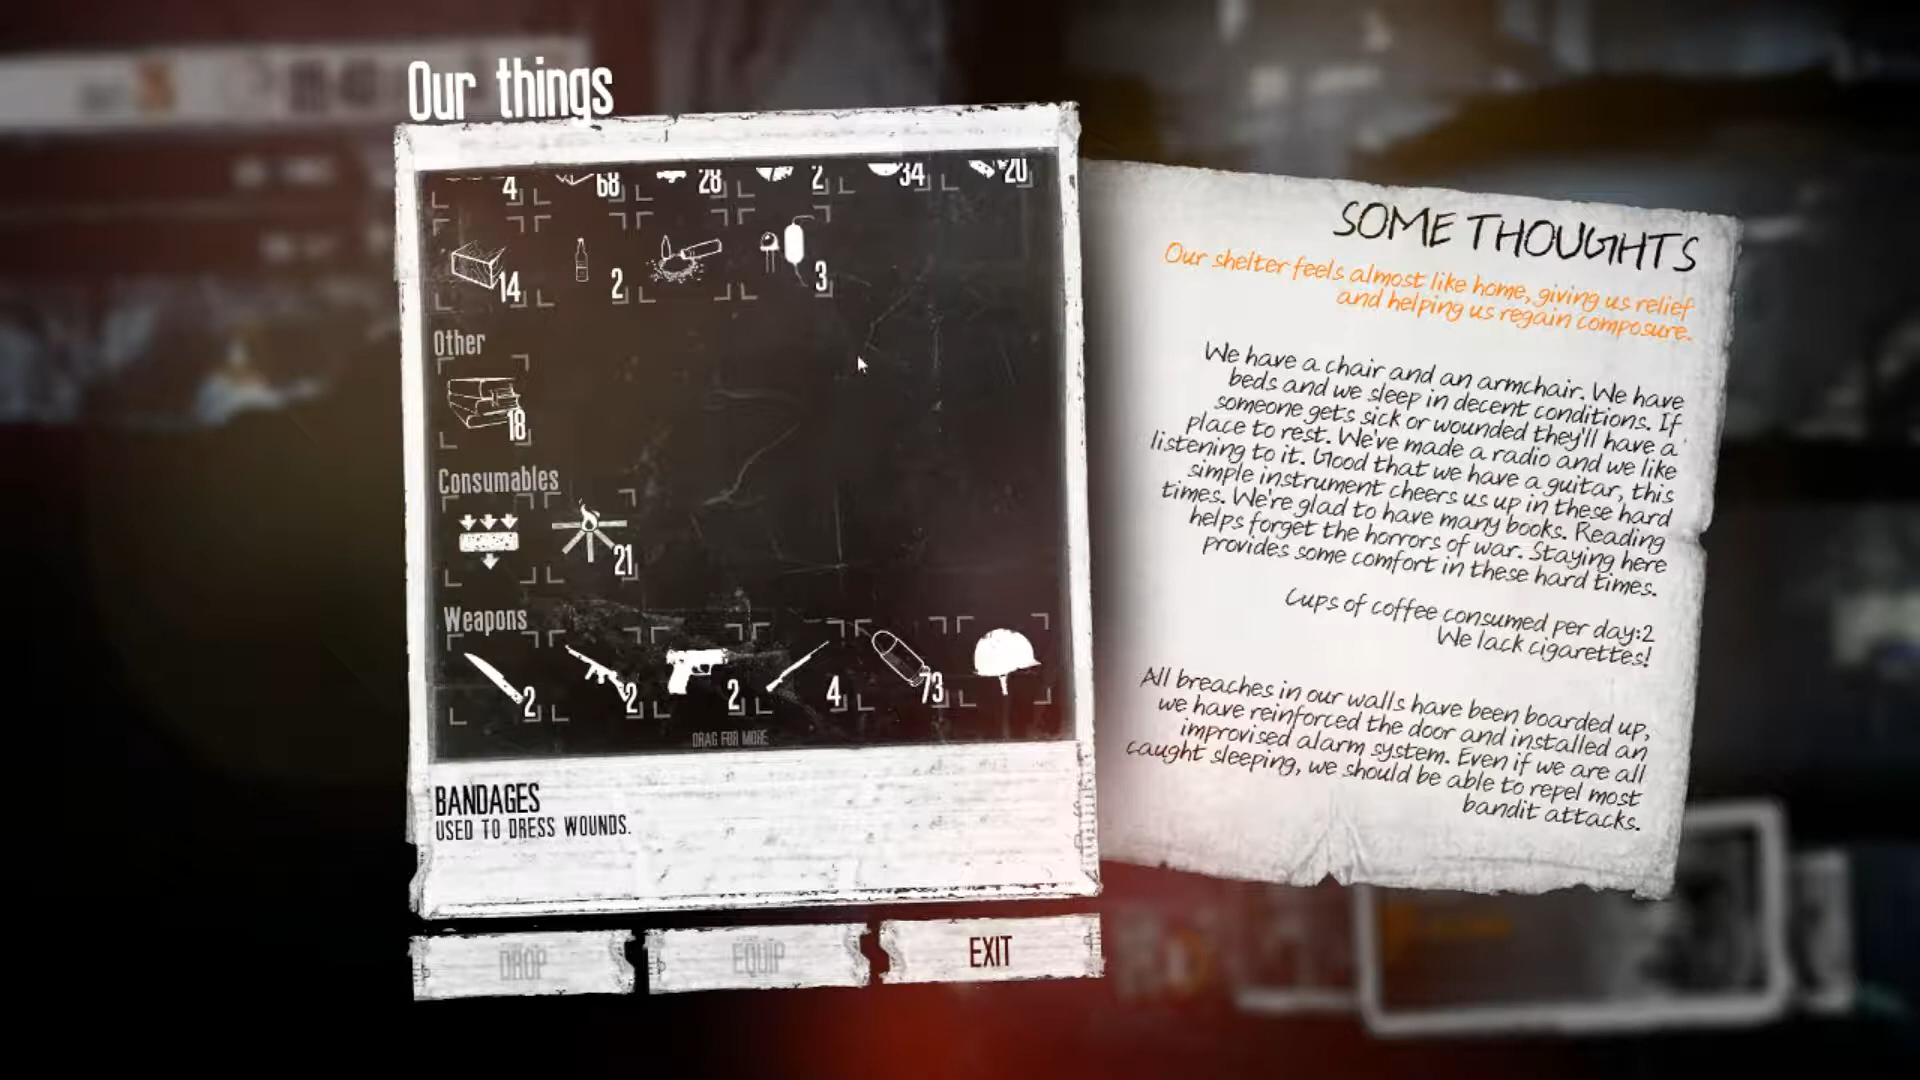 Our things
4 68 28 2 34 20
14 2 3
Other
18
Consumables
21
Weapons
2 2 2 4 73
DRAG FOR MORE
BANDAGES
USED TO DRESS WOUNDS.
DROP EQUIP EXIT
SOME THOUGHTS
Our shelter feels almost like home, giving us relief
and helping us regain composure.
We have a chair and an armchair. We have
beds and we sleep in decent conditions. If
someone gets sick or wounded they'll have a
place to rest. We've made a radio and we like
listening to it. Good that we have a guitar, this
simple instrument cheers us up in these hard
times. We're glad to have many books. Reading
helps forget the horrors of war. Staying here
provides some comfort in these hard times.
Cups of coffee consumed per day:2
We lack cigarettes!
All breaches in our walls have been boarded up,
we have reinforced the door and installed an
improvised alarm system. Even if we are all
caught sleeping, we should be able to repel most
bandit attacks.